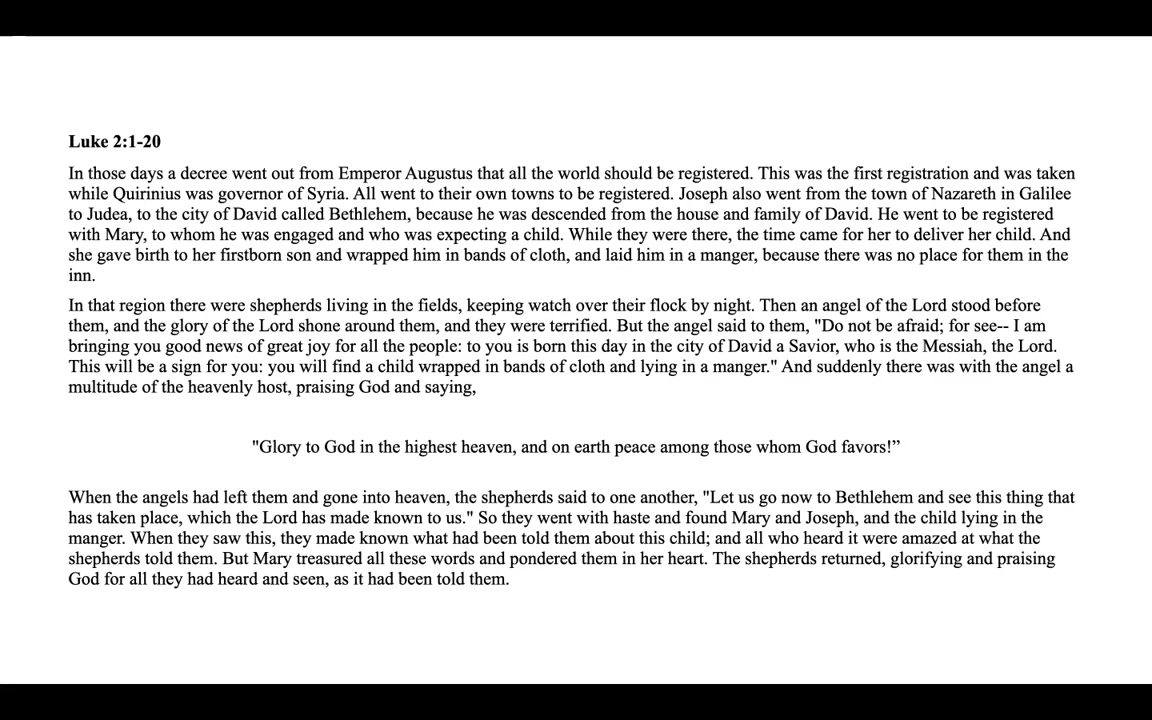 Luke 2:1-20
In those days a decree went out from Emperor Augustus that all the world should be registered. This was the first registration and was taken
while Quirinius was governor of Syria. All went to their own towns to be registered. Joseph also went from the town of Nazareth in Galilee
to Judea, to the city of David called Bethlehem, because he was descended from the house and family of David. He went to be registered
with Mary, to whom he was engaged and who was expecting a child. While they were there, the time came for her to deliver her child. And
she gave birth to her firstborn son and wrapped him in bands of cloth, and laid him in a manger, because there was no place for them in the
inn.
In that region there were shepherds living in the fields, keeping watch over their flock by night. Then an angel of the Lord stood before
them, and the glory of the Lord shone around them, and they were terrified. But the angel said to them, "Do not be afraid; for see-- I am
bringing you good news of great joy for all the people: to you is born this day in the city of David a Savior, who is the Messiah, the Lord.
This will be a sign for you: you will find a child wrapped in bands of cloth and lying in a manger." And suddenly there was with the angel a
multitude of the heavenly host, praising God and saying,
"Glory to God in the highest heaven, and on earth peace among those whom God favors!”
When the angels had left them and gone into heaven, the shepherds said to one another, "Let us go now to Bethlehem and see this thing that
has taken place, which the Lord has made known to us." So they went with haste and found Mary and Joseph, and the child lying in the
manger. When they saw this, they made known what had been told them about this child; and all who heard it were amazed at what the
shepherds told them. But Mary treasured all these words and pondered them in her heart. The shepherds returned, glorifying and praising
God for all they had heard and seen, as it had been told them.